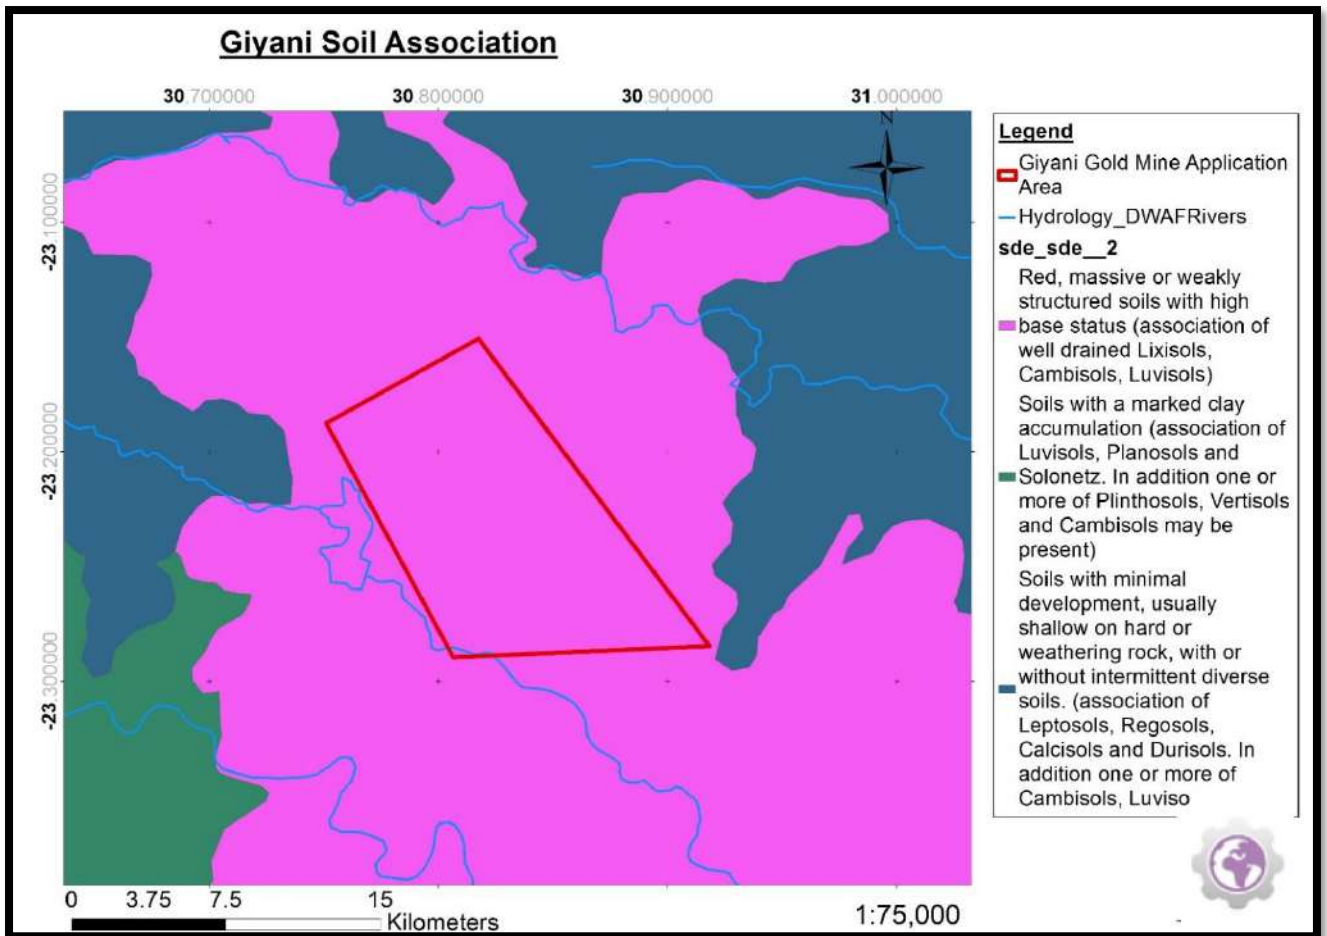 Giyani Soil Association
30.700000 30.800000 30.900000 31.000000
N
-23.100000
-23.200000
-23.300000
Legend
Giyani Gold Mine Application
Area
Hydrology_DWAFRivers
sde_sde__2
Red, massive or weakly
structured soils with high
base status (association of
well drained Lixisols,
Cambisols, Luvisols)
Soils with a marked clay
accumulation (association of
Luvisols, Planosols and
Solonetz. In addition one or
more of Plinthosols, Vertisols
and Cambisols may be
present)
Soils with minimal
development, usually
shallow on hard or
weathering rock, with or
without intermittent diverse
soils. (association of
Leptosols, Regosols,
Calcisols and Durisols. In
addition one or more of
Cambisols, Luviso
0 3.75 7.5 15
Kilometers
1:75,000